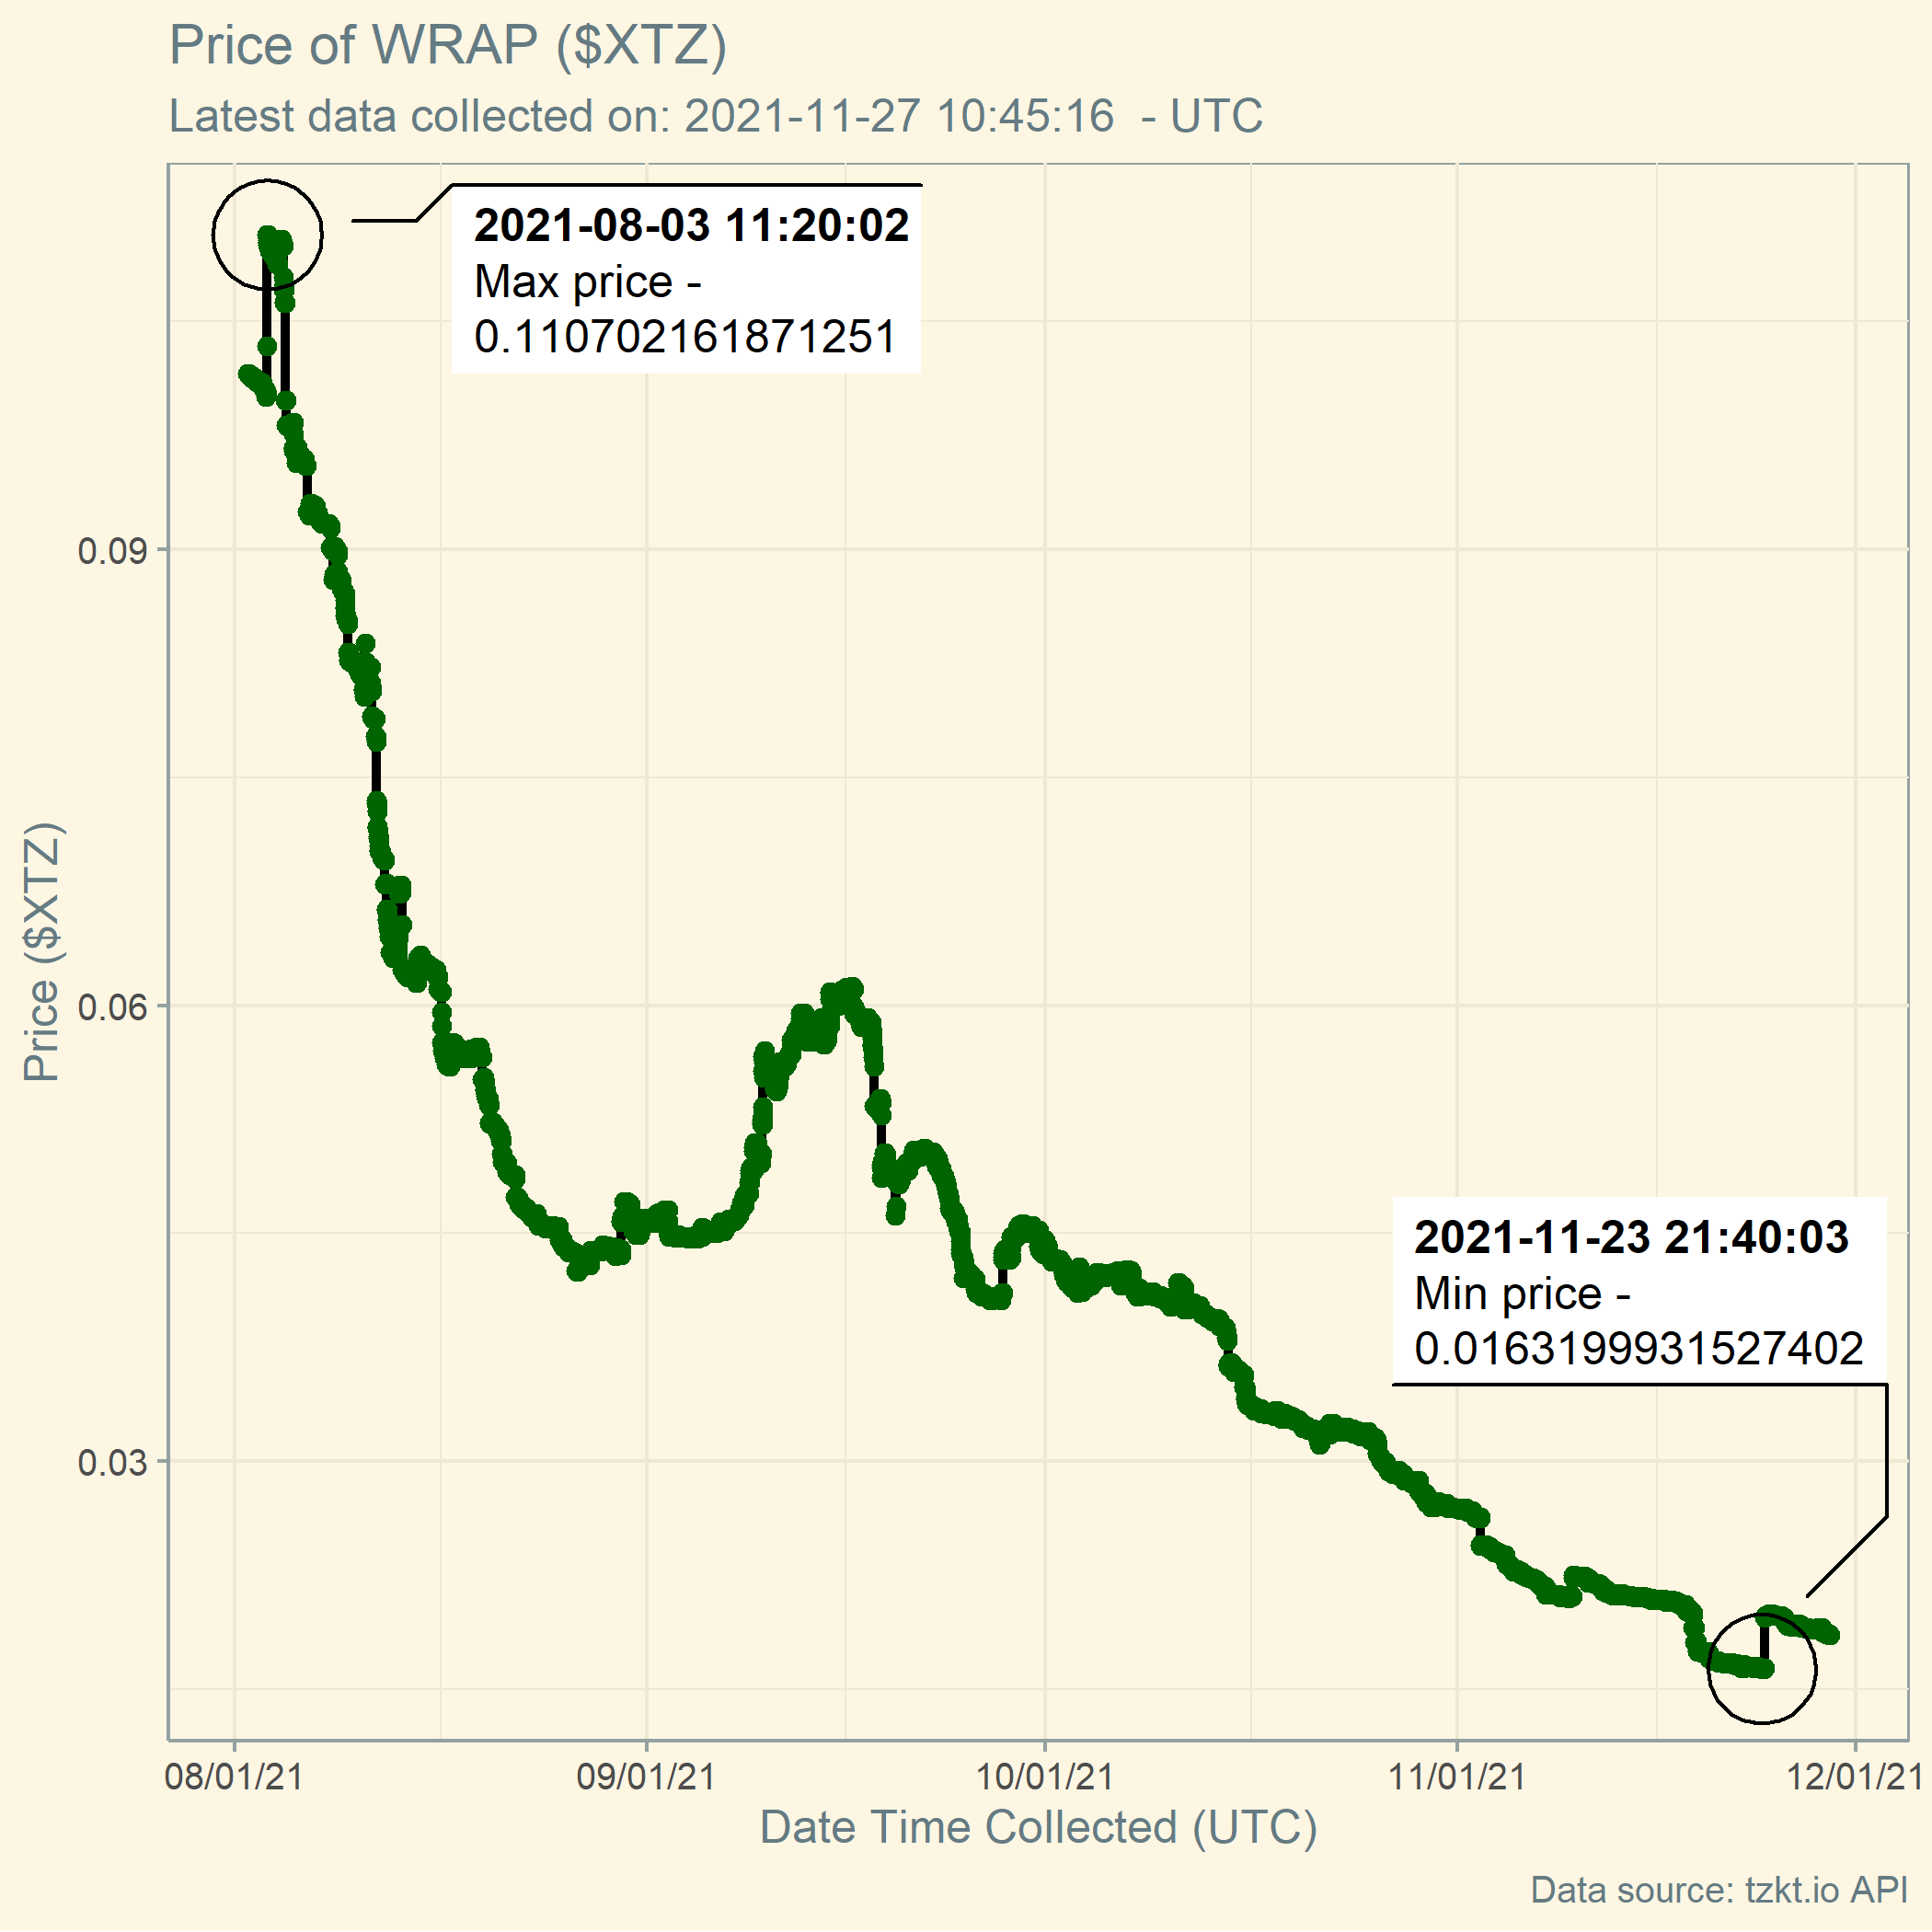 Price of WRAP ($XTZ)
Latest data collected on: 2021-11-27 10:45:16  - UTC
2021-08-03 11:20:02
Max price -
0.110702161871251
0.09
0.06
0.03
Price ($XTZ)
2021-11-23 21:40:03
Min price -
0.0163199931527402
08/01/21
09/01/21
10/01/21
11/01/21
12/01/21
Date Time Collected (UTC)
Data source: tzkt.io API